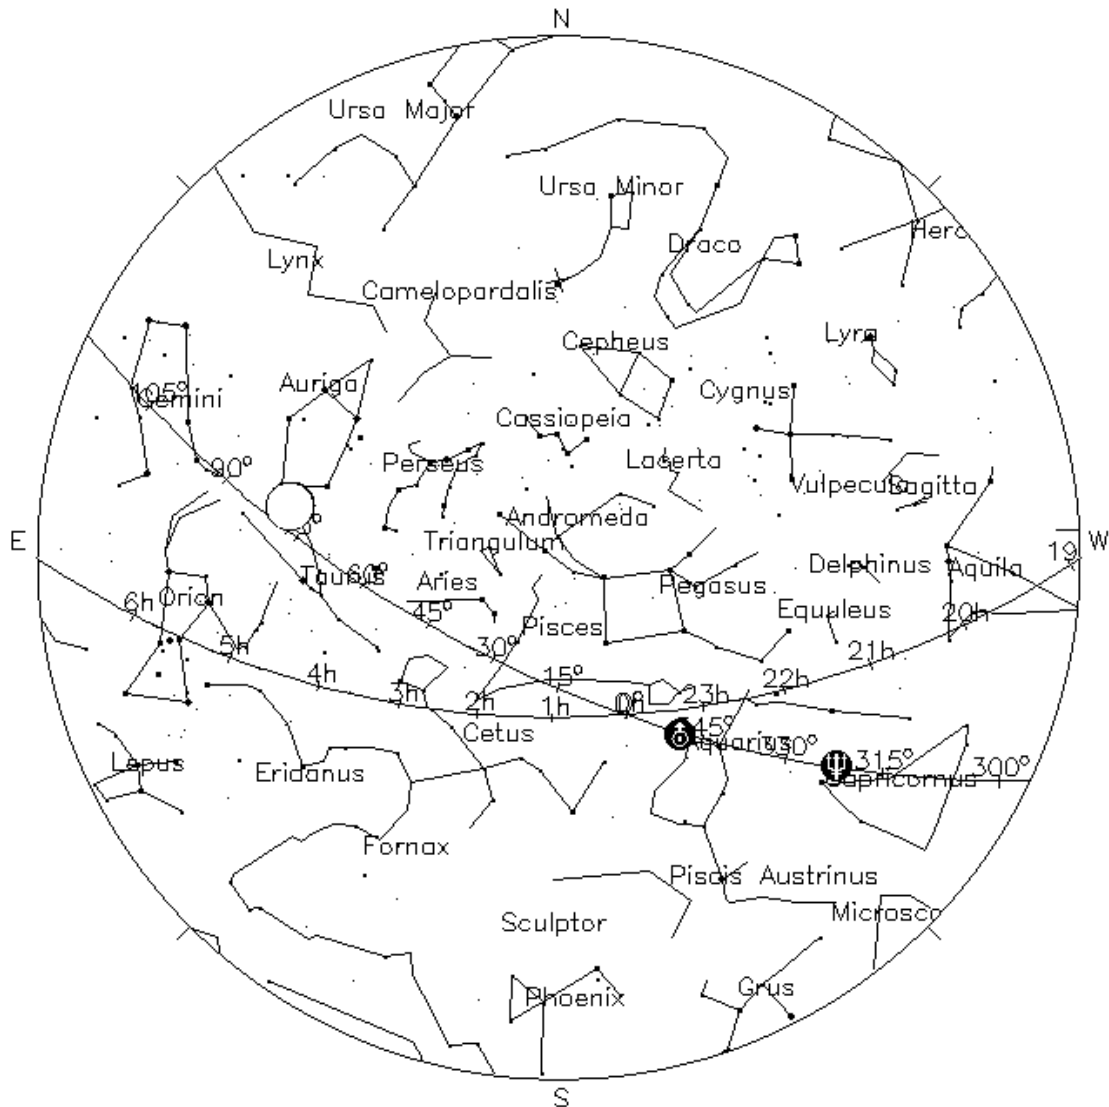 N
Ursa Major
Ursa Minor
Herc
Draco
Lynx
Camelopardalis
Lyra
Cepheus
Auriga
105°
Gemini
Cygnus
Cassiopeia
Perseus
Lacerta
90°
Vulpecula
Sagitta
Andromeda
E
Triangulum
W
19
Taurus
60°
Aries
Pegasus
Delphinus
Aquila
6h
Orion
45°
Equuleus
20h
Pisces
5h
30°
21h
4h
15°
22h
3h
2h
1h
0°
0h
23h
Cetus
345°
Aquarius
330°
Lepus
Eridanus
315°
300°
Capricornus
Fornax
Piscis Austrinus
Sculptor
Microsco
Phoenix
Grus
S